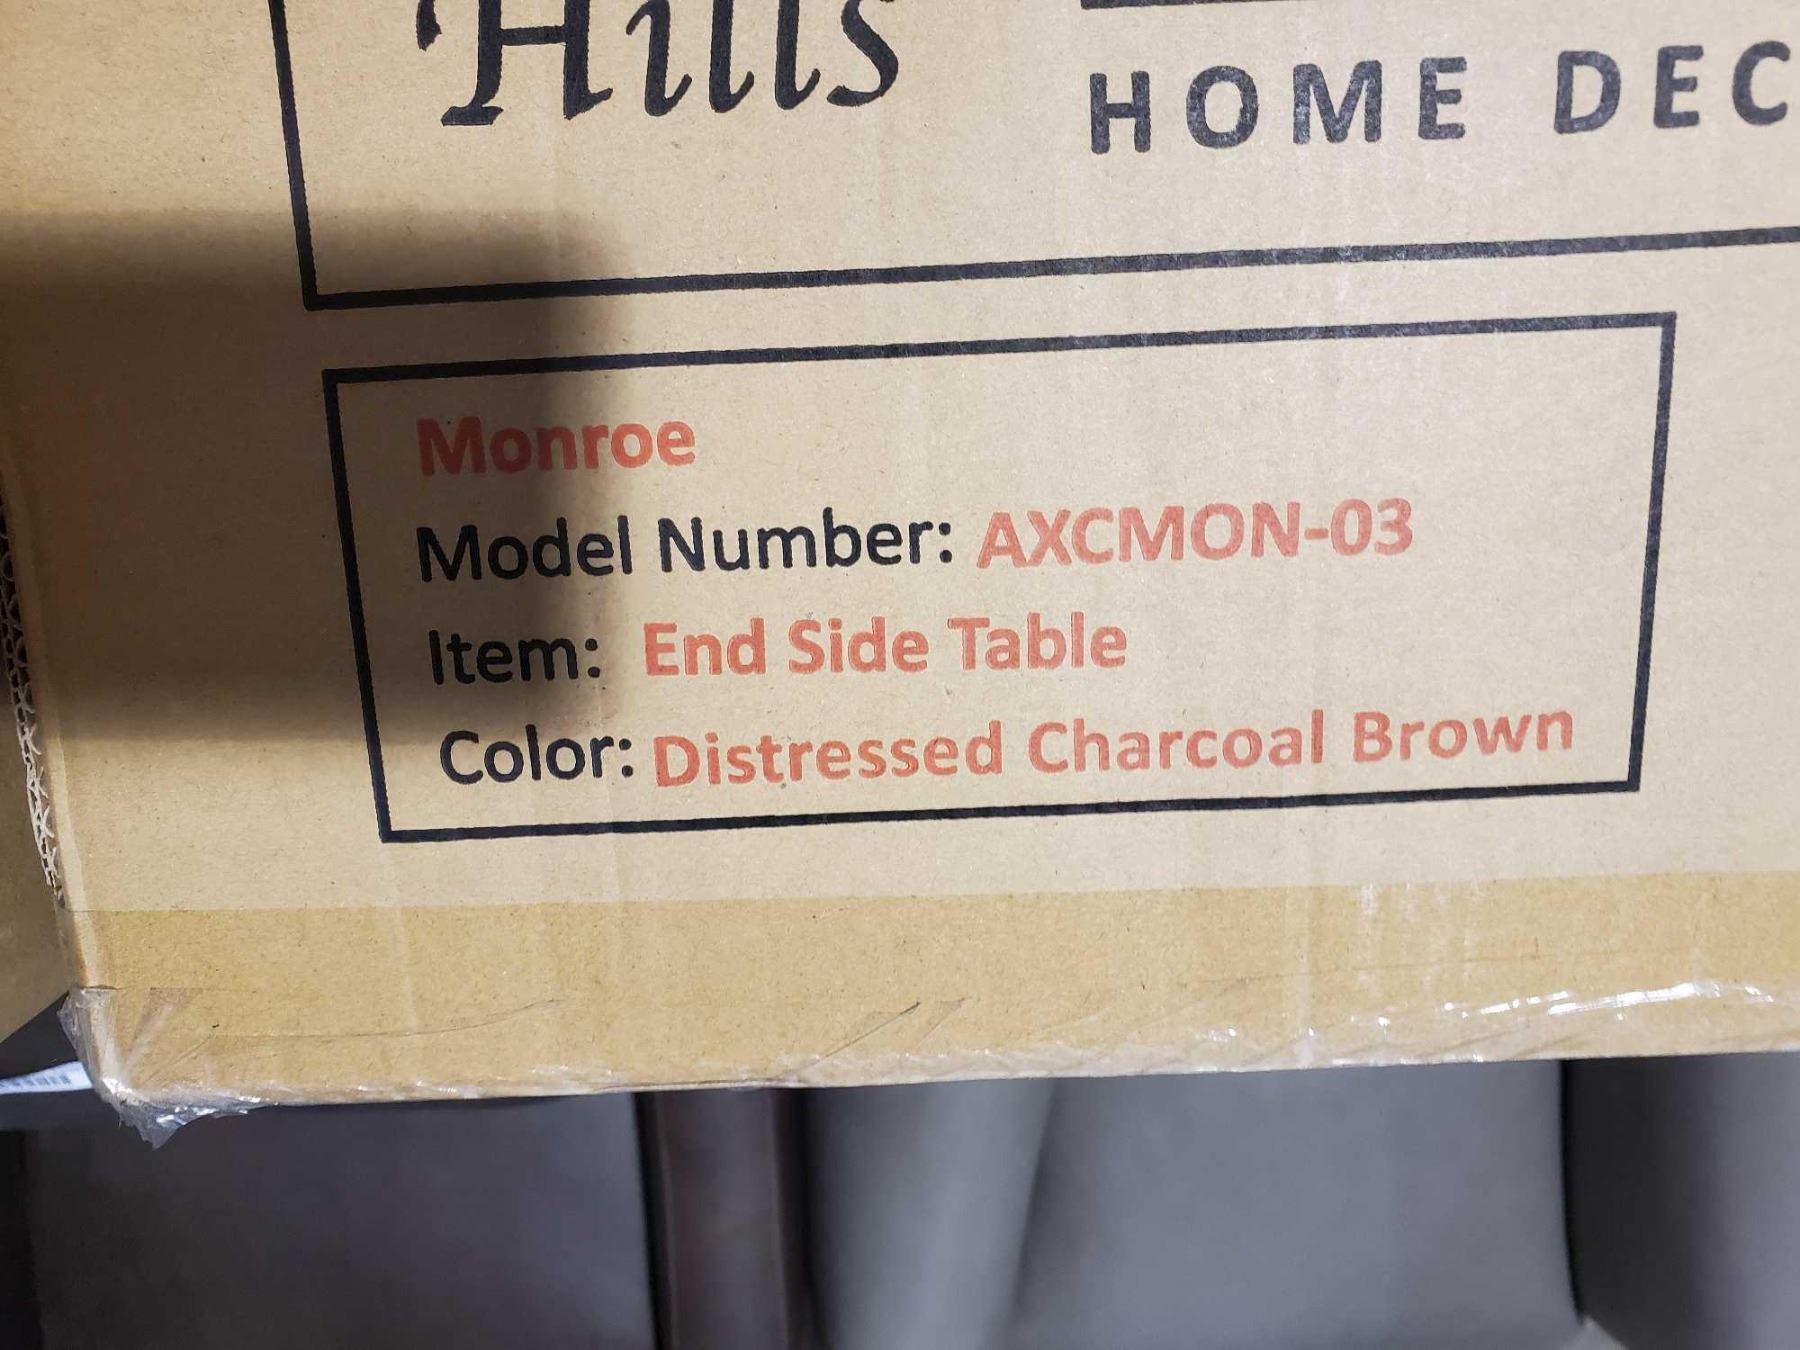 Hills
HOME DEC
Monroe
Model Number: AXCMON-03
Item: End Side Table
Color: Distressed Charcoal Brown